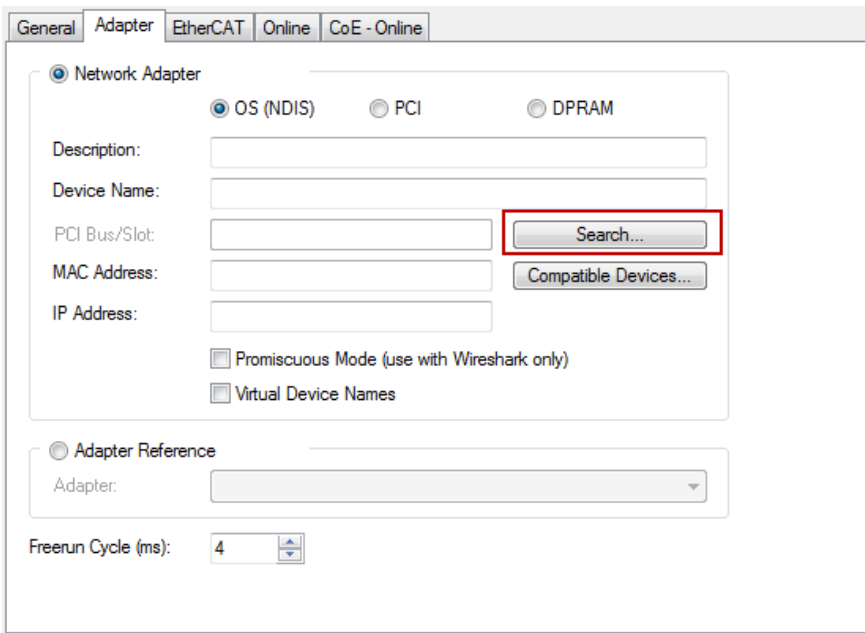 General Adapter EtherCAT Online CoE - Online
Network Adapter
OS (NDIS) PCI DPRAM
Description:
Device Name:
PCI Bus/Slot: Search...
MAC Address: Compatible Devices...
IP Address:
Promiscuous Mode (use with Wireshark only)
Virtual Device Names
Adapter Reference
Adapter:
Freerun Cycle (ms): 4